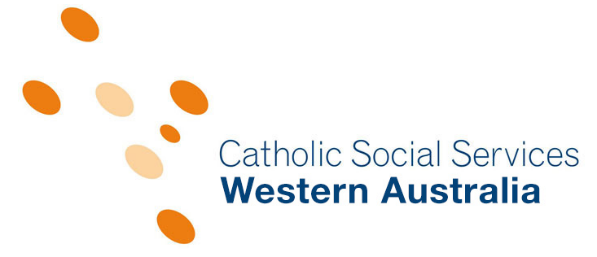 Catholic Social Services
Western Australia